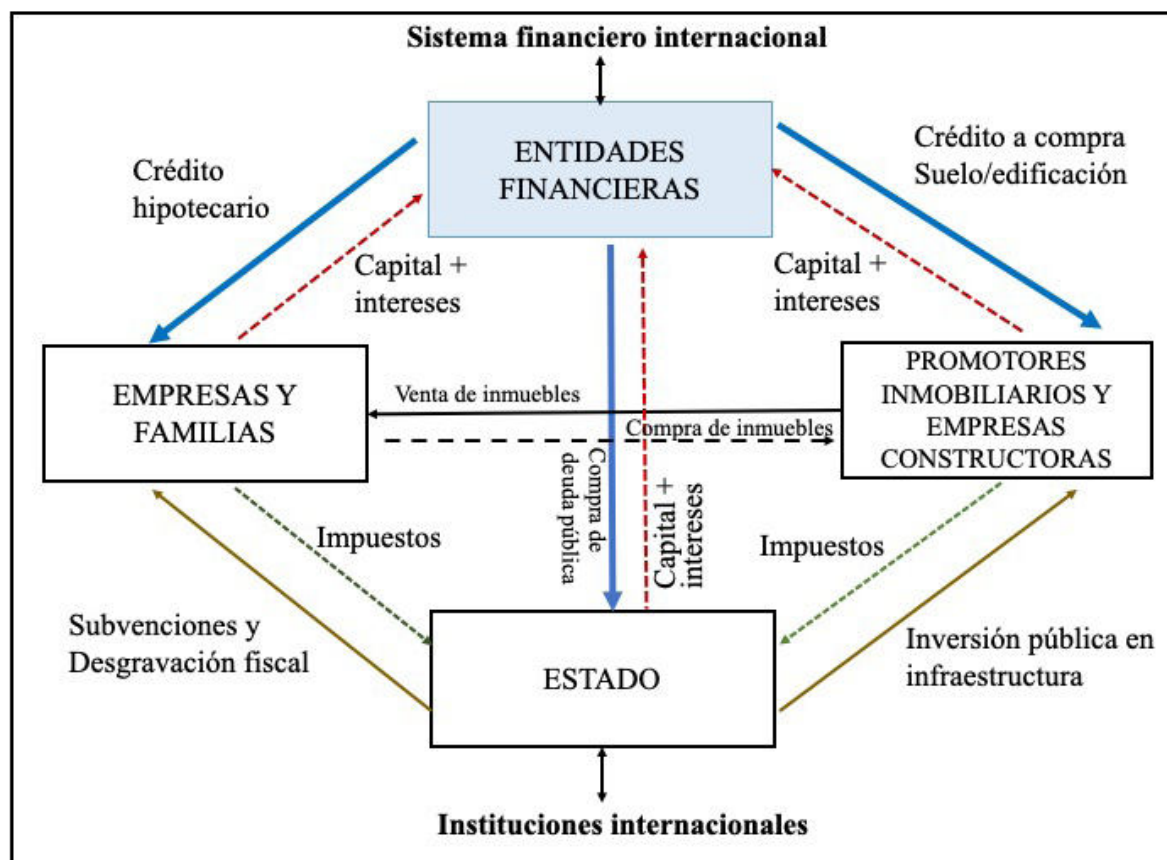 Sistema financiero internacional
ENTIDADES
FINANCIERAS
Crédito
hipotecario
Crédito a compra
Suelo/edificación
Capital +
intereses
Capital +
intereses
EMPRESAS Y
FAMILIAS
PROMOTORES
INMOBILIARIOS Y
EMPRESAS
CONSTRUCTORAS
Venta de inmuebles
Compra de inmuebles
Compra de
deuda pública
Capital +
intereses
Impuestos
Impuestos
Subvenciones y
Desgravación fiscal
ESTADO
Inversión pública en
infraestructura
Instituciones internacionales